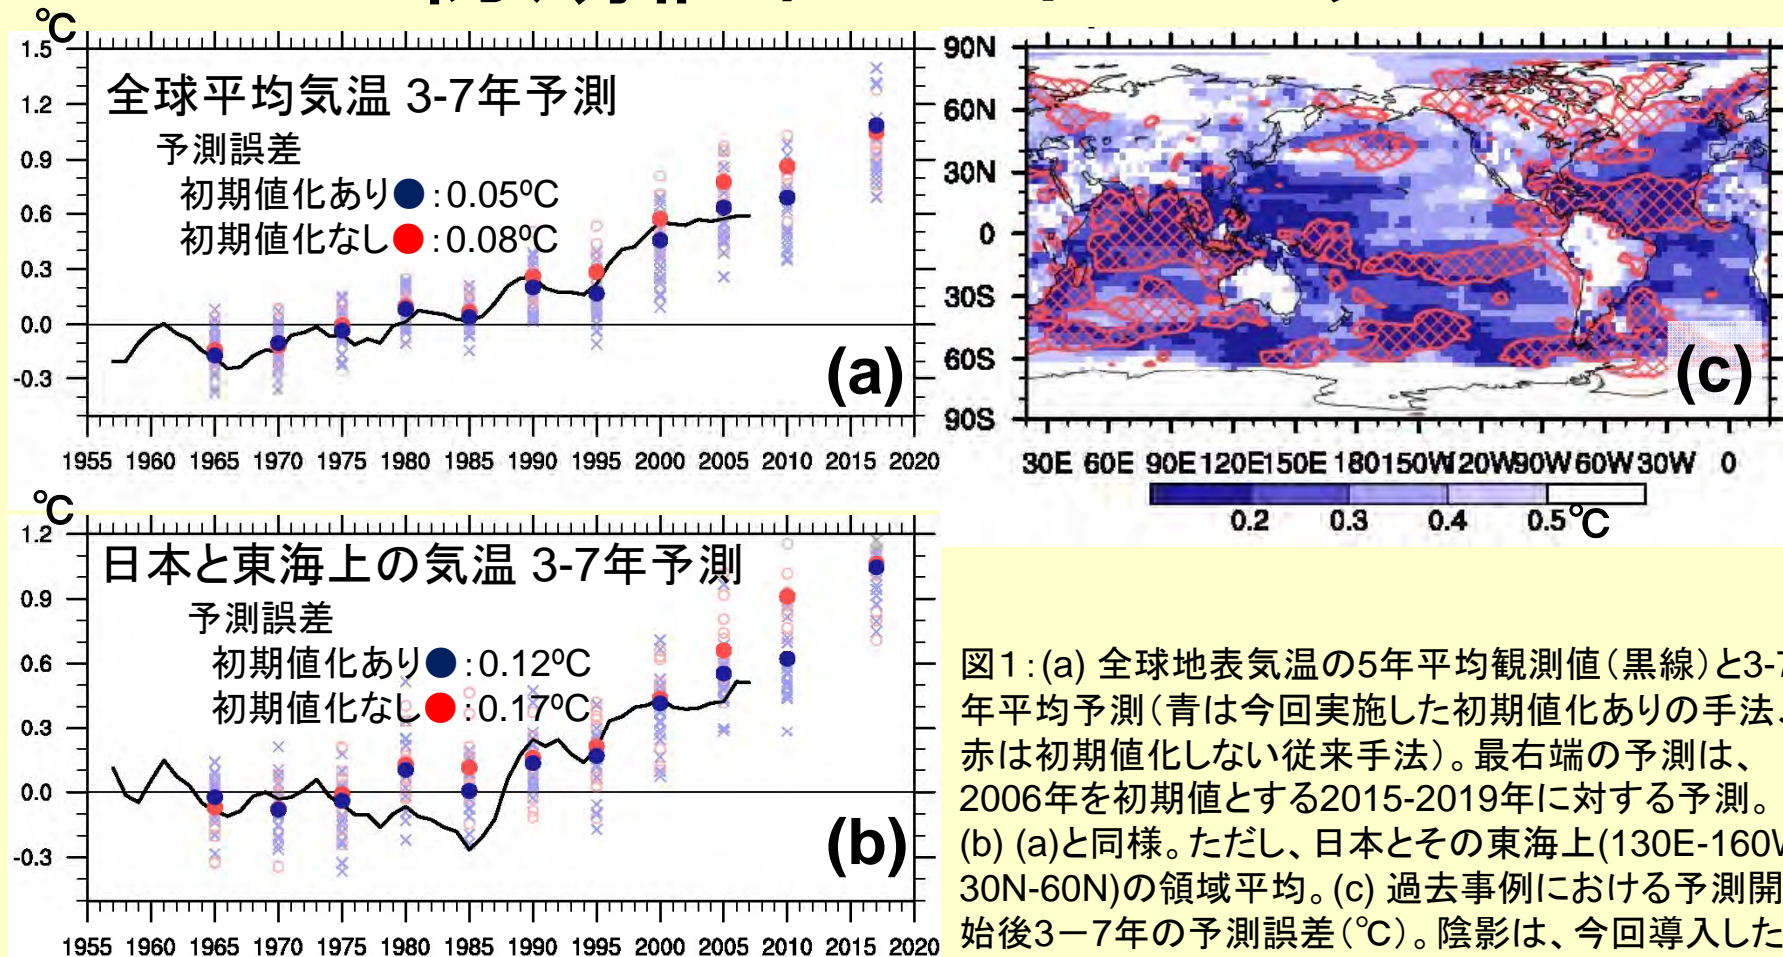 ℃
1.5
1.2
0.9
0.6
0.3
0.0
-0.3
全球平均気温 3-7年予測
予測誤差
初期値化あり●:0.05ºC
初期値化なし●:0.08ºC
(a)
1955 1960 1965 1970 1975 1980 1985 1990 1995 2000 2005 2010 2015 2020
90N
60N
30N
0
30S
60S
90S
(c)
30E 60E 90E 120E 150E 180 150W 120W 90W 60W 30W 0
0.2 0.3 0.4 0.5℃
℃
1.2
0.9
0.6
0.3
0.0
-0.3
日本と東海上の気温 3-7年予測
予測誤差
初期値化あり●:0.12ºC
初期値化なし●:0.17ºC
(b)
1955 1960 1965 1970 1975 1980 1985 1990 1995 2000 2005 2010 2015 2020
図1:(a) 全球地表気温の5年平均観測値(黒線)と3-7
年平均予測(青は今回実施した初期値化ありの手法、
赤は初期値化しない従来手法)。最右端の予測は、
2006年を初期値とする2015-2019年に対する予測。
(b) (a)と同様。ただし、日本とその東海上(130E-160W
30N-60N)の領域平均。(c) 過去事例における予測開
始後3－7年の予測誤差(℃)。陰影は、今回導入した